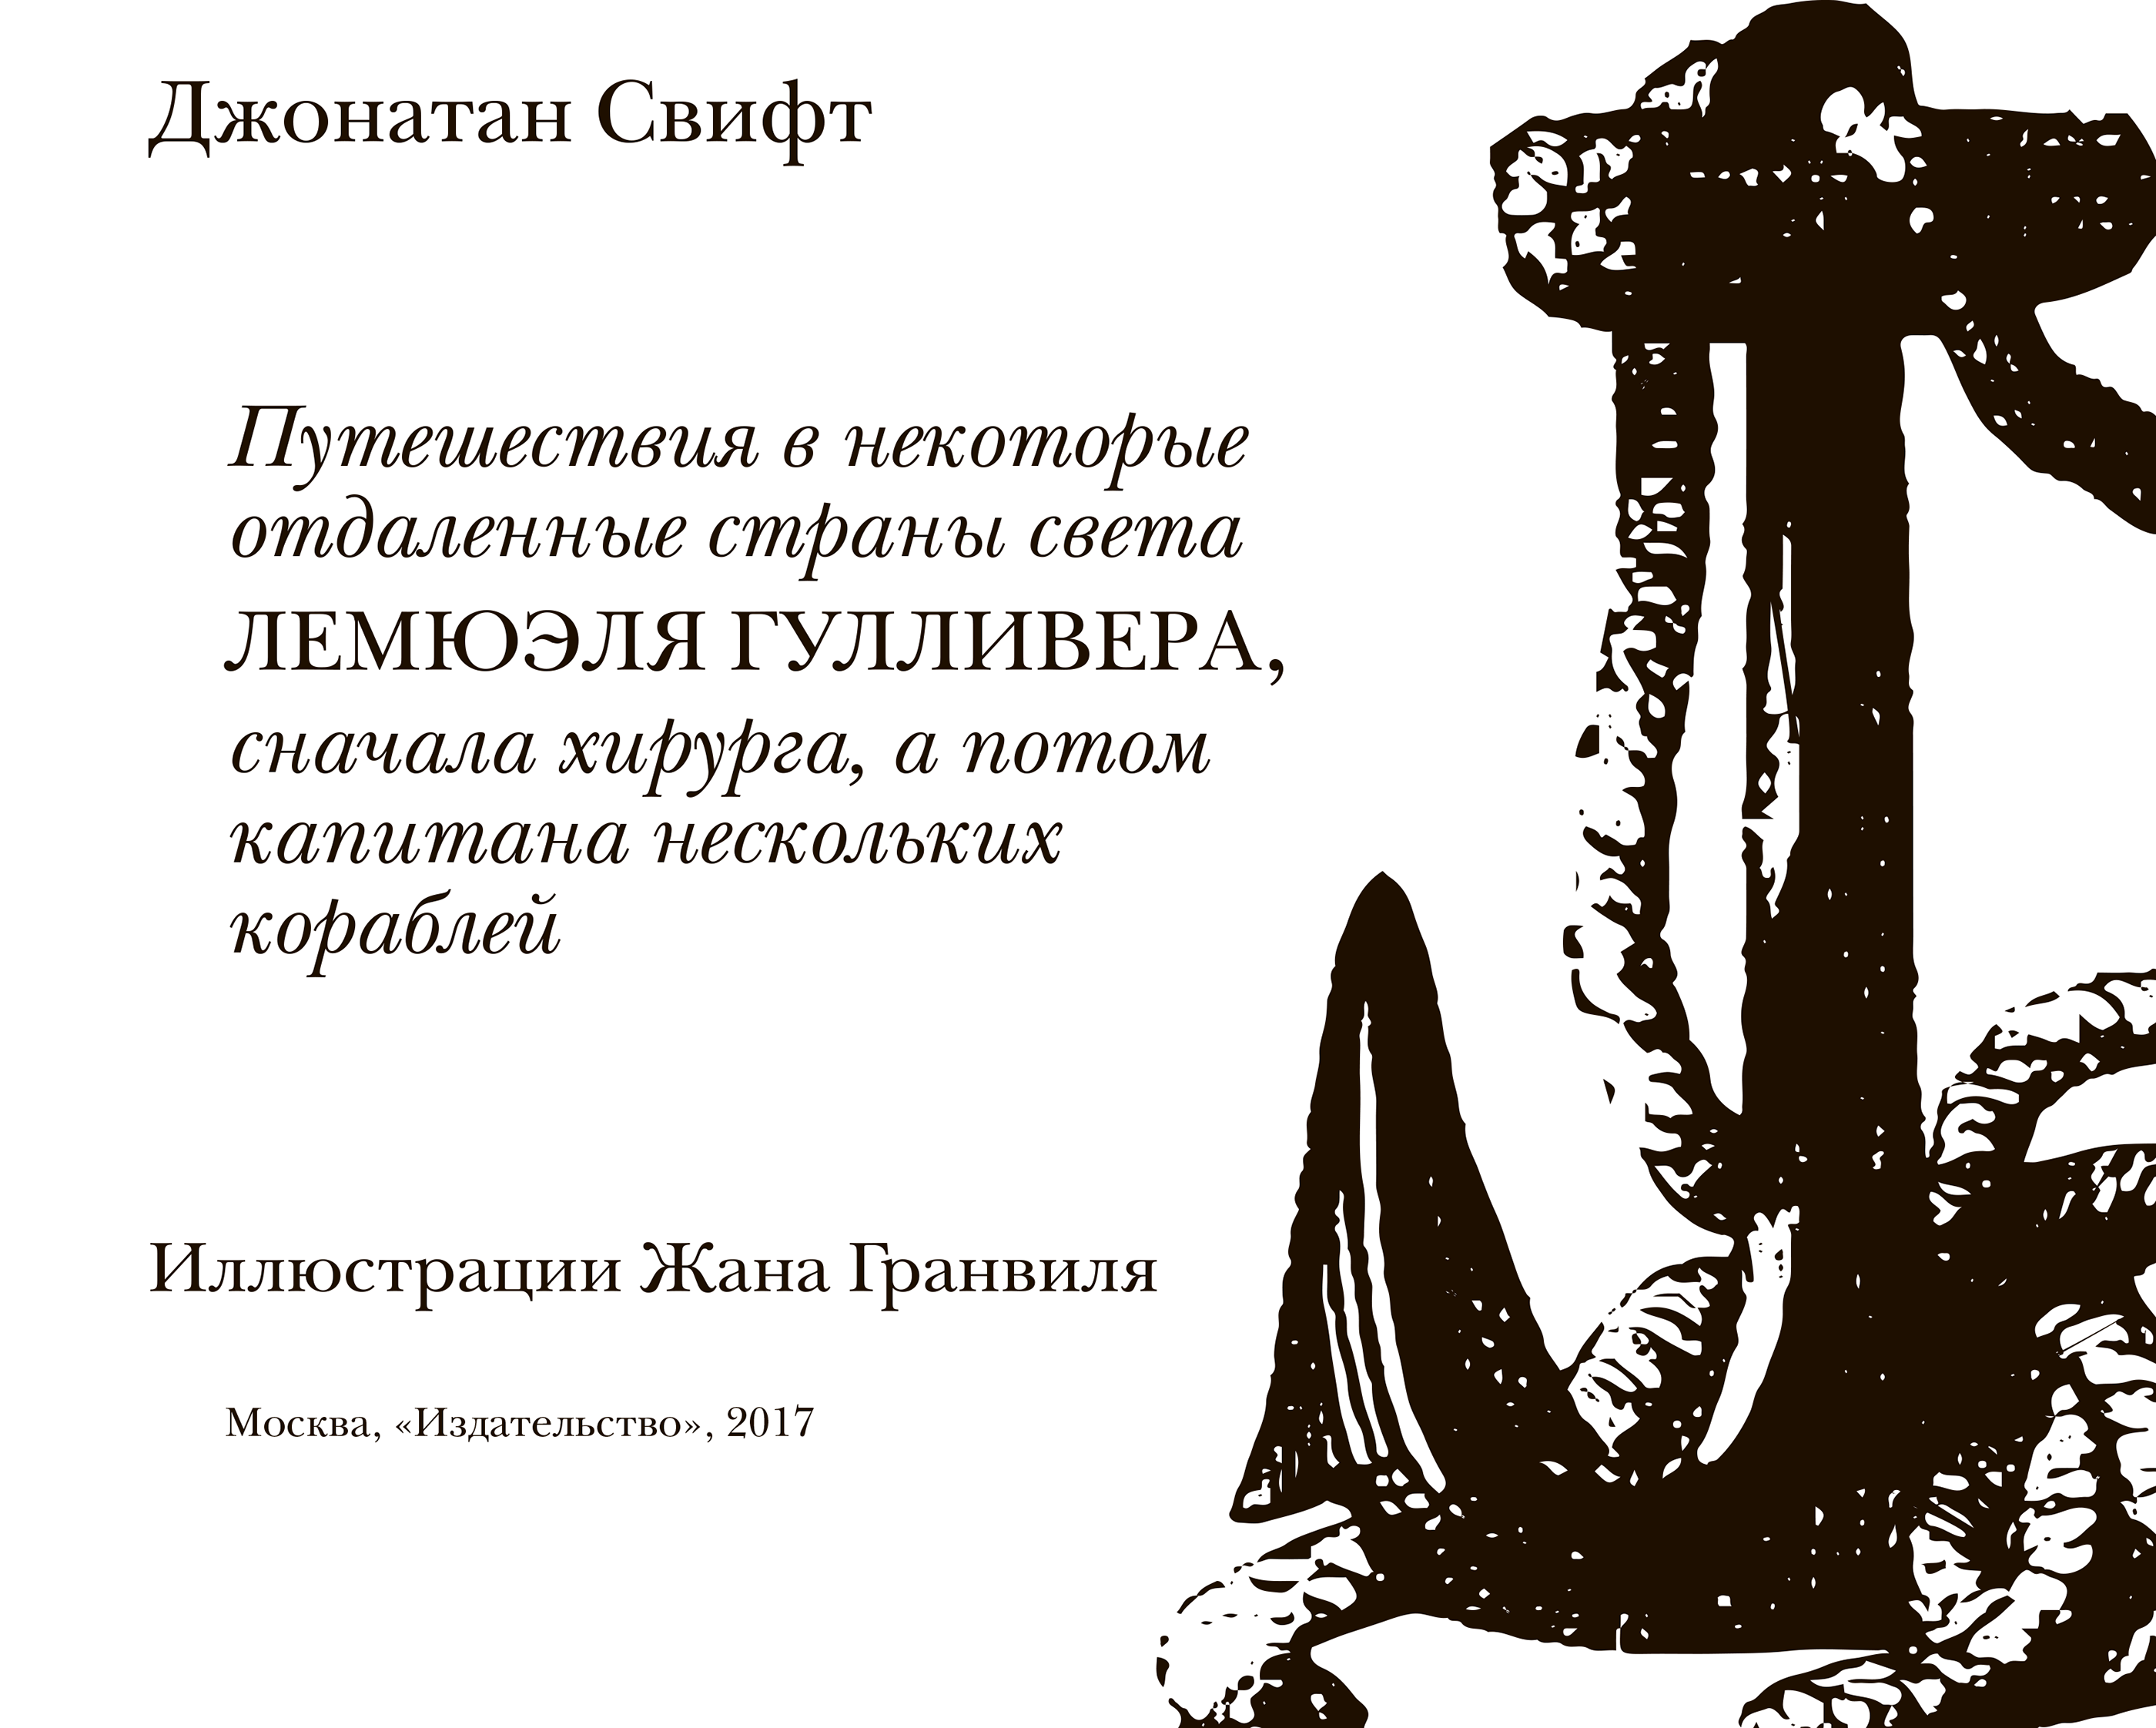 Джонатан Свифт
Путешествия в некоторые
отдаленные страны света
ЛЕМЮЭЛЯ ГУЛЛИВЕРА,
сначала хирурга, а потом
капитана нескольких
кораблей
Иллюстрации Жана Гранвиля
Москва, «Издательство», 2017